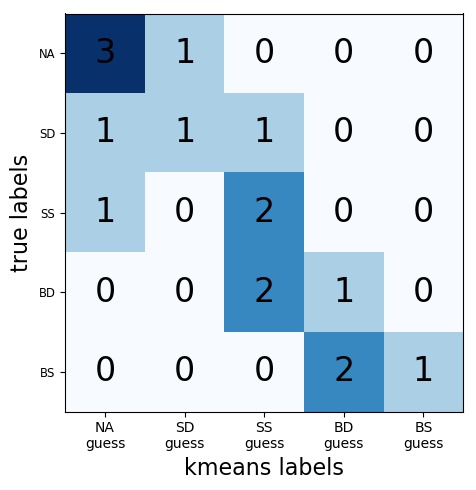 NA 3 1 0 0 0
SD 1 1 1 0 0
SS 1 0 2 0 0
BD 0 0 2 1 0
BS 0 0 0 2 1
NA SD SS BD BS
guess guess guess guess guess
kmeans labels
true labels